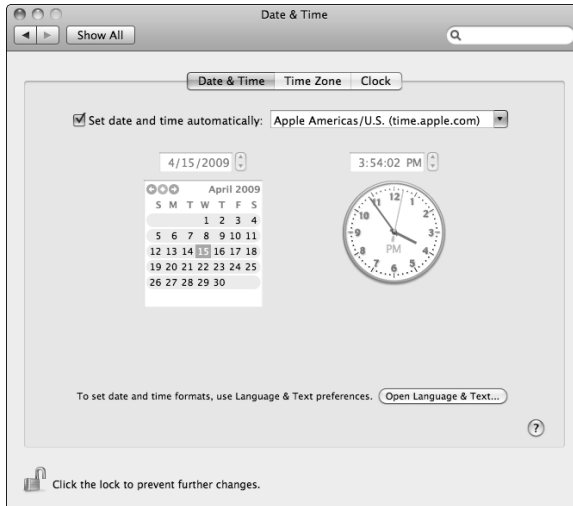 Date & Time
Show All
Date & Time Time Zone Clock
Set date and time automatically: Apple Americas/U.S. (time.apple.com)
4/15/2009 3:54:02 PM
April 2009
S M T W T F S
1 2 3 4
5 6 7 8 9 10 11
12 13 14 15 16 17 18
19 20 21 22 23 24 25
26 27 28 29 30
12 1 2 3 4 5 6 7 8 9 10 11
PM
To set date and time formats, use Language & Text preferences. Open Language & Text...
?
Click the lock to prevent further changes.